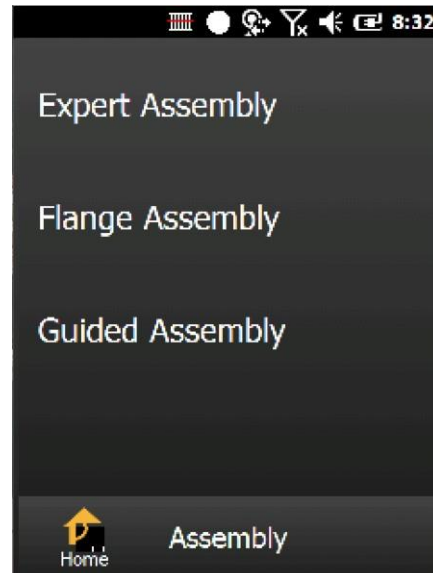 8:32
Expert Assembly
Flange Assembly
Guided Assembly
Home
Assembly